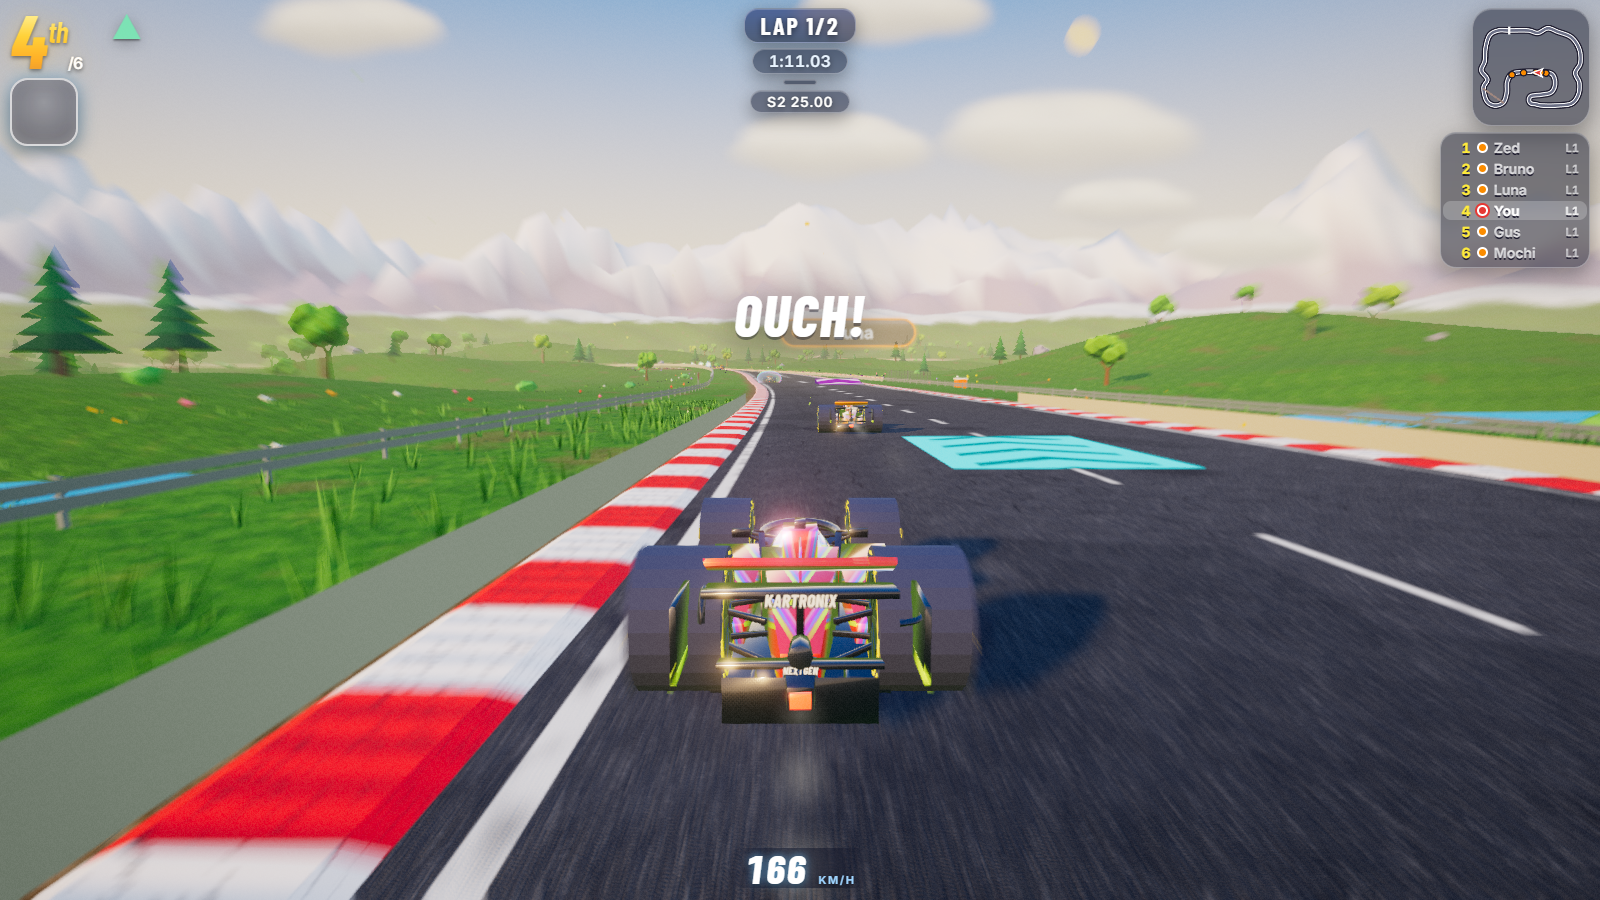 4th
/6
LAP 1/2
1:11.03
S2 25.00
1 Zed L1
2 Bruno L1
3 Luna L1
4 You L1
5 Gus L1
6 Mochi L1
OUCH!
KARTRONIX
NEXTGEN
166 KM/H